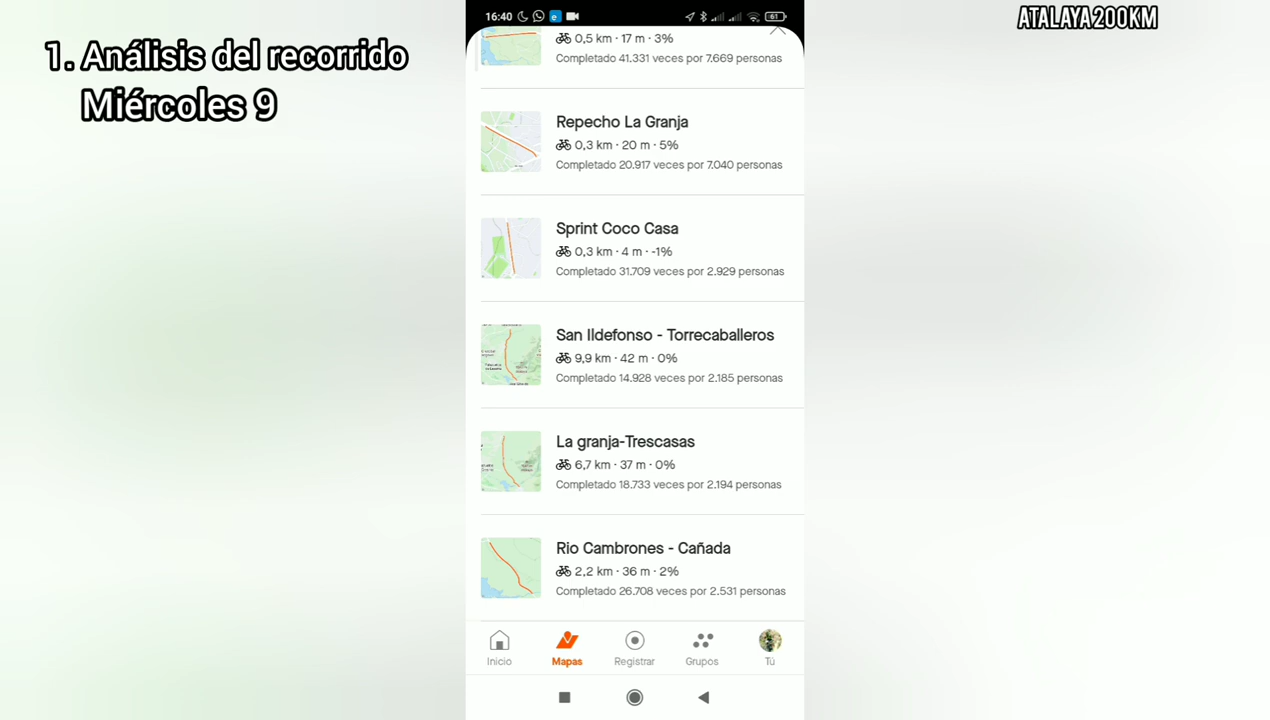 1. Análisis del recorrido
Miércoles 9
ATALAYA 200KM
16:40
61
0,5 km · 17 m · 3%
Completado 41.331 veces por 7.669 personas
Repecho La Granja
0,3 km · 20 m · 5%
Completado 20.917 veces por 7.040 personas
Sprint Coco Casa
0,3 km · 4 m · -1%
Completado 31.709 veces por 2.929 personas
San Ildefonso - Torrecaballeros
9,9 km · 42 m · 0%
Completado 14.928 veces por 2.185 personas
La granja-Trescasas
6,7 km · 37 m · 0%
Completado 18.733 veces por 2.194 personas
Rio Cambrones - Cañada
2,2 km · 36 m · 2%
Completado 26.708 veces por 2.531 personas
Inicio
Mapas
Registrar
Grupos
Tú